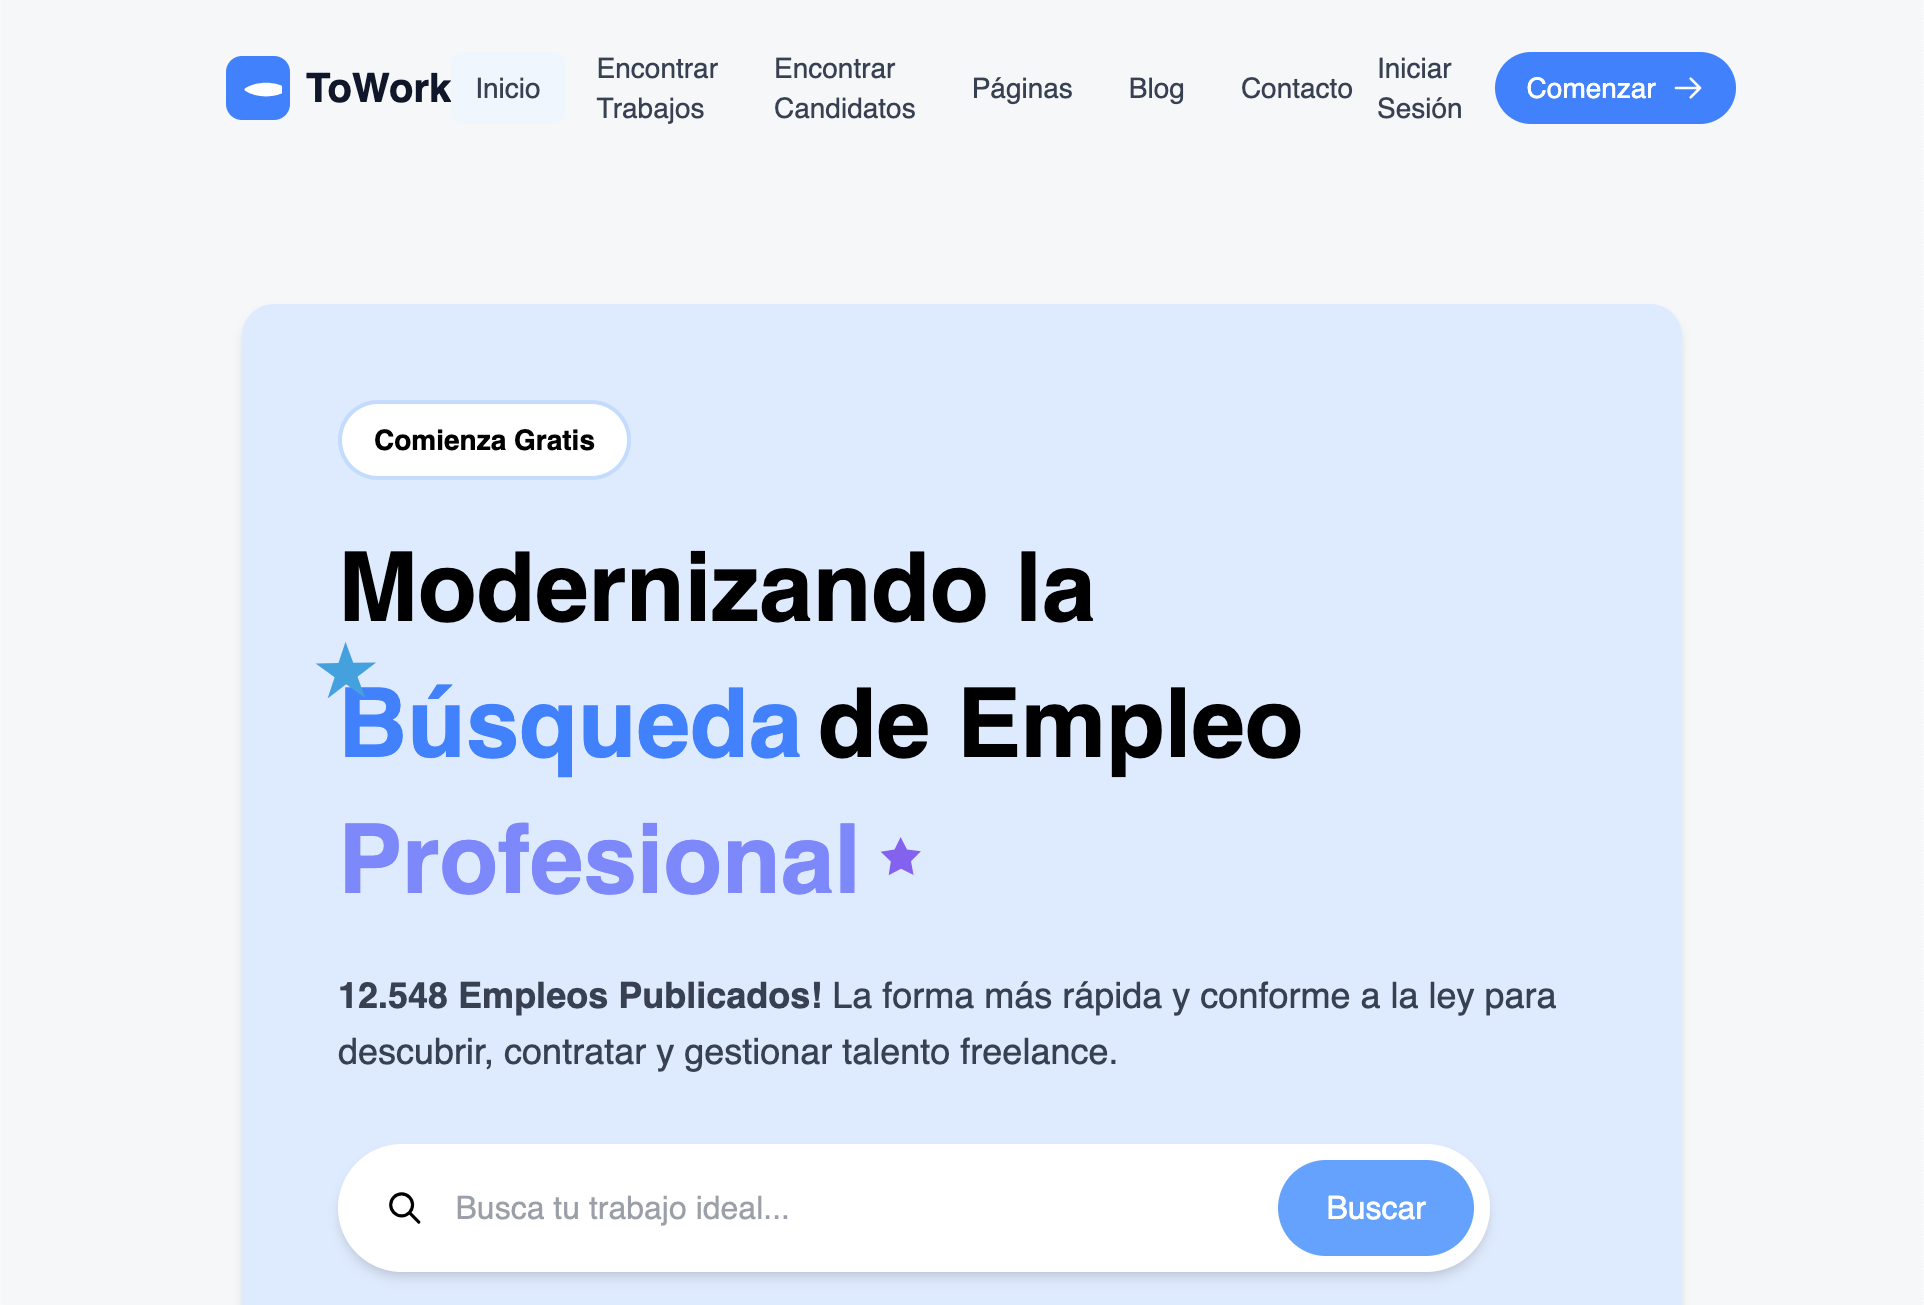 ToWork
Inicio
Encontrar
Trabajos
Encontrar
Candidatos
Páginas
Blog
Contacto
Iniciar
Sesión
Comenzar
Comienza Gratis
Modernizando la
Búsqueda de Empleo
Profesional
12.548 Empleos Publicados! La forma más rápida y conforme a la ley para
descubrir, contratar y gestionar talento freelance.
Busca tu trabajo ideal...
Buscar